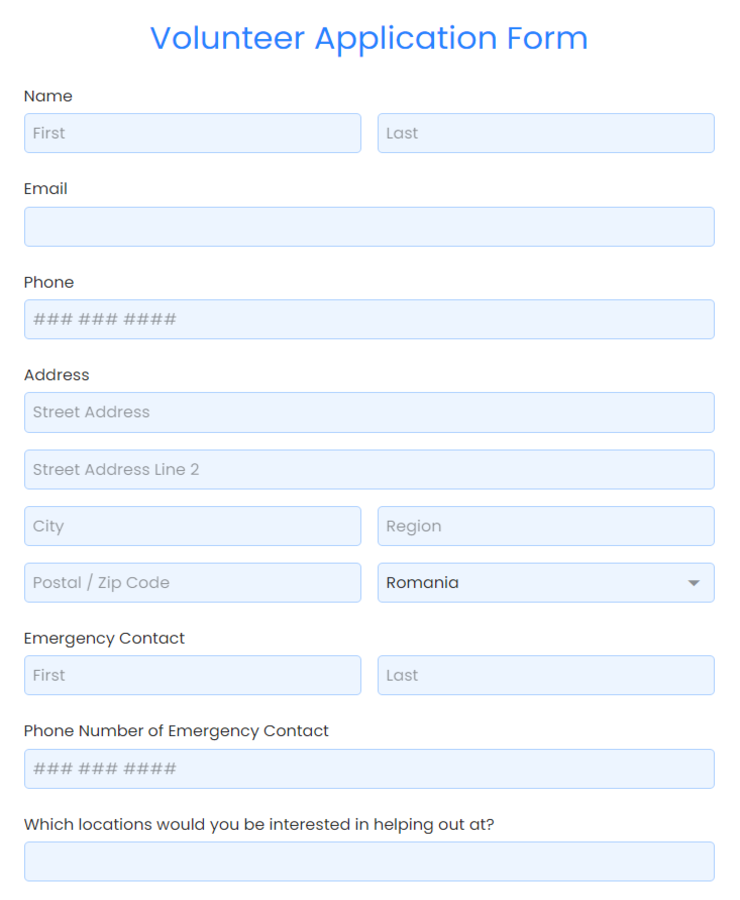 Volunteer Application Form
Name
First Last
Email
Phone
### ### ####
Address
Street Address
Street Address Line 2
City Region
Postal / Zip Code Romania
Emergency Contact
First Last
Phone Number of Emergency Contact
### ### ####
Which locations would you be interested in helping out at?